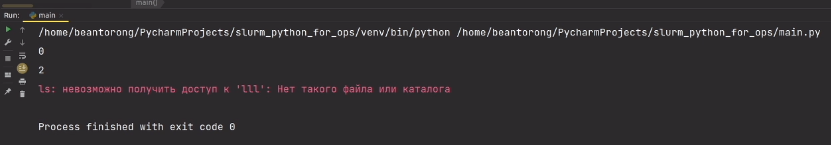 main()
Run:
main
/home/beantorong/PycharmProjects/slurm_python_for_ops/venv/bin/python /home/beantorong/PycharmProjects/slurm_python_for_ops/main.py
0
2
ls: невозможно получить доступ к 'lll': Нет такого файла или каталога
Process finished with exit code 0